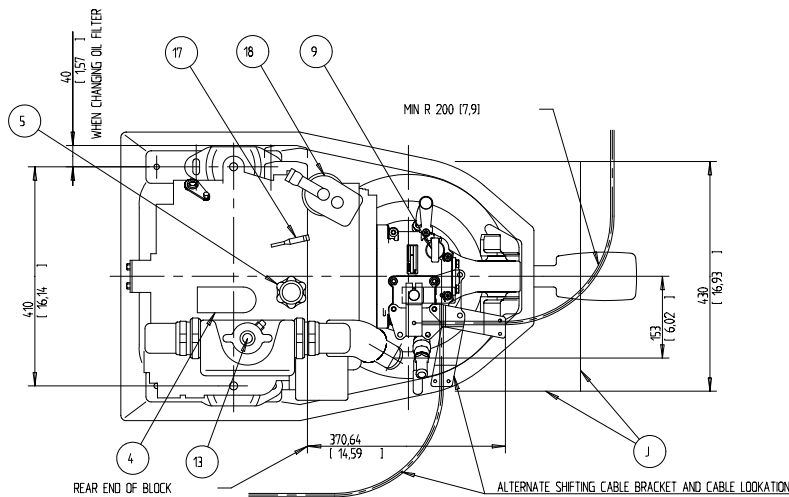 40
[ 1,57 ]
WHEN CHANGING OIL FILTER
17
18
9
5
MIN R 200 [7,9]
410
[ 16,14 ]
153
[ 6,02 ]
430
[ 16,93 ]
370,64
[ 14,59 ]
4
13
J
REAR END OF BLOCK
ALTERNATE SHIFTING CABLE BRACKET AND CABLE LOOKATION